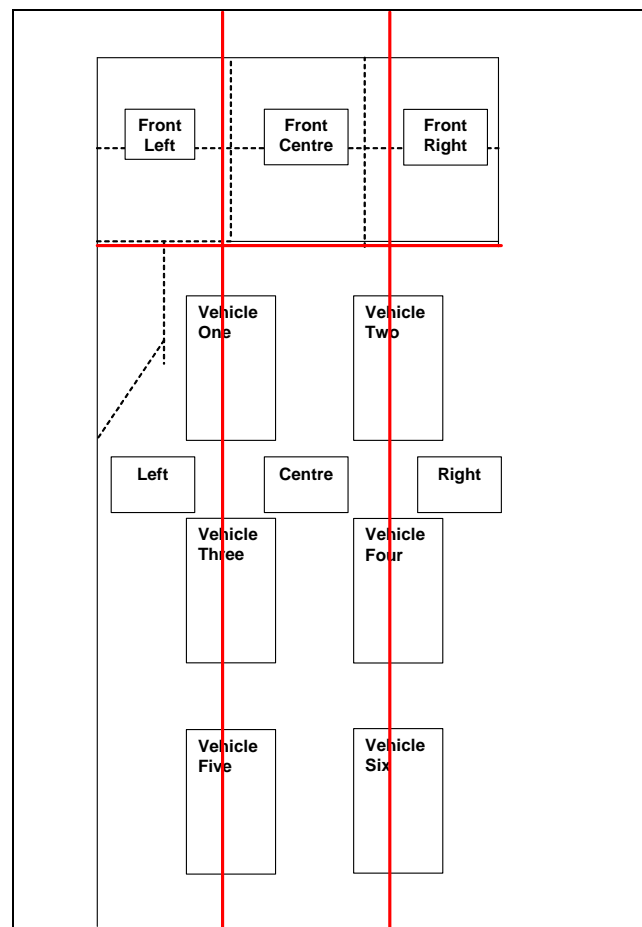 Front
Left
Front
Centre
Front
Right
Vehicle
One
Vehicle
Two
Left
Centre
Right
Vehicle
Three
Vehicle
Four
Vehicle
Five
Vehicle
Six